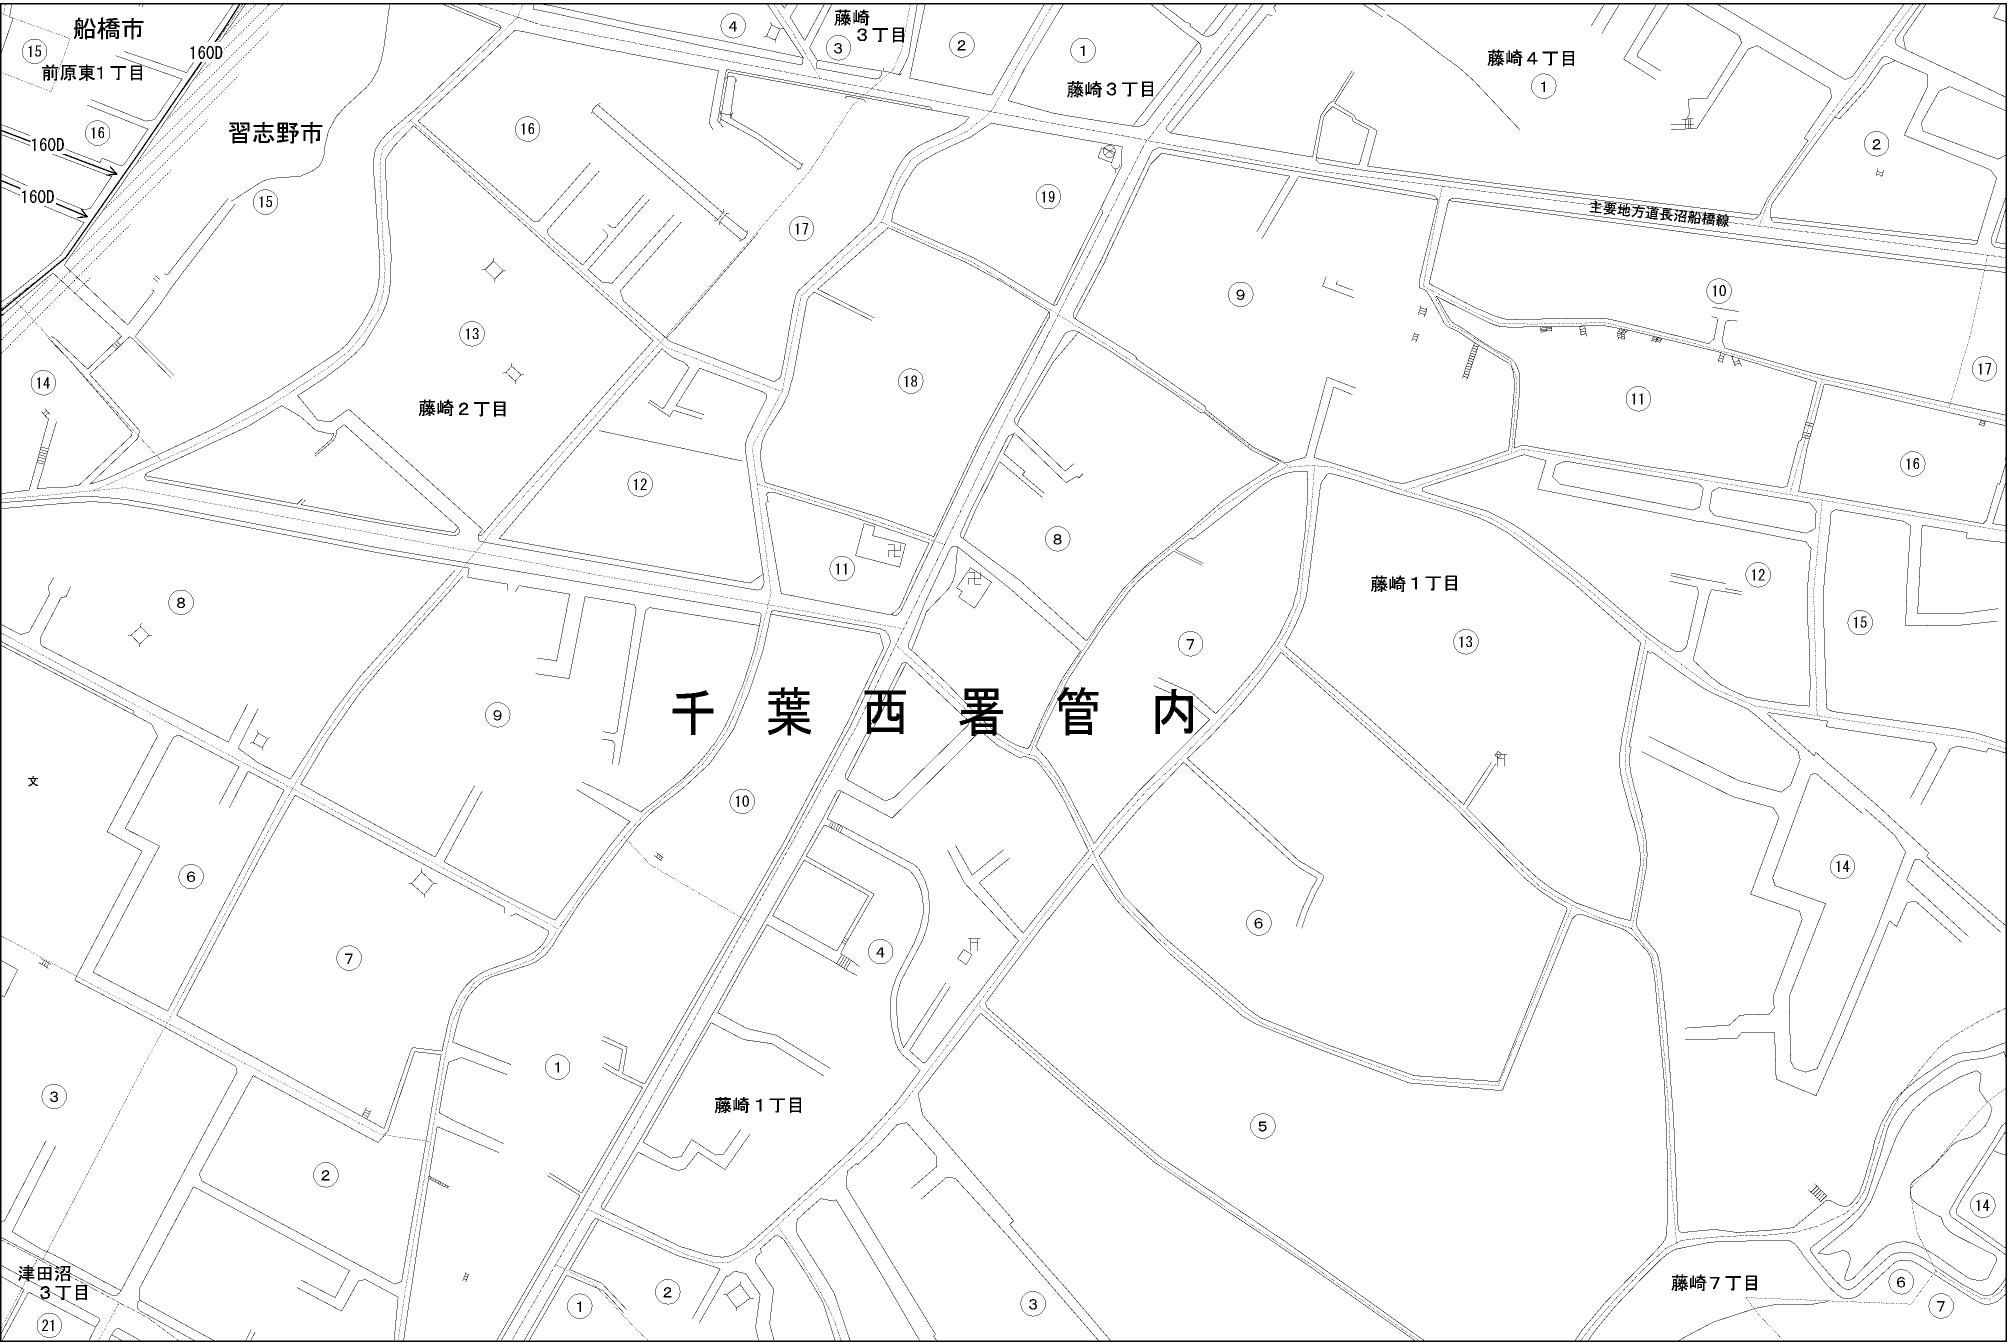 船橋市
④
藤崎
３丁目
③
②
①
160D
⑮
前原東1丁目
藤崎４丁目
①
藤崎３丁目
⑯
習志野市
⑯
②
160D
160D
⑮
⑲
⑰
主要地方道長沼船橋線
⑨
⑩
⑬
⑭
⑱
⑰
藤崎２丁目
⑪
⑫
⑯
⑧
⑪
藤崎１丁目
⑫
⑧
⑮
⑦
⑬
⑨
千葉西署管内
文
⑩
⑥
⑭
⑥
④
⑦
①
③
藤崎１丁目
⑤
②
⑭
津田沼
３丁目
藤崎７丁目
⑥
②
①
③
⑦
21